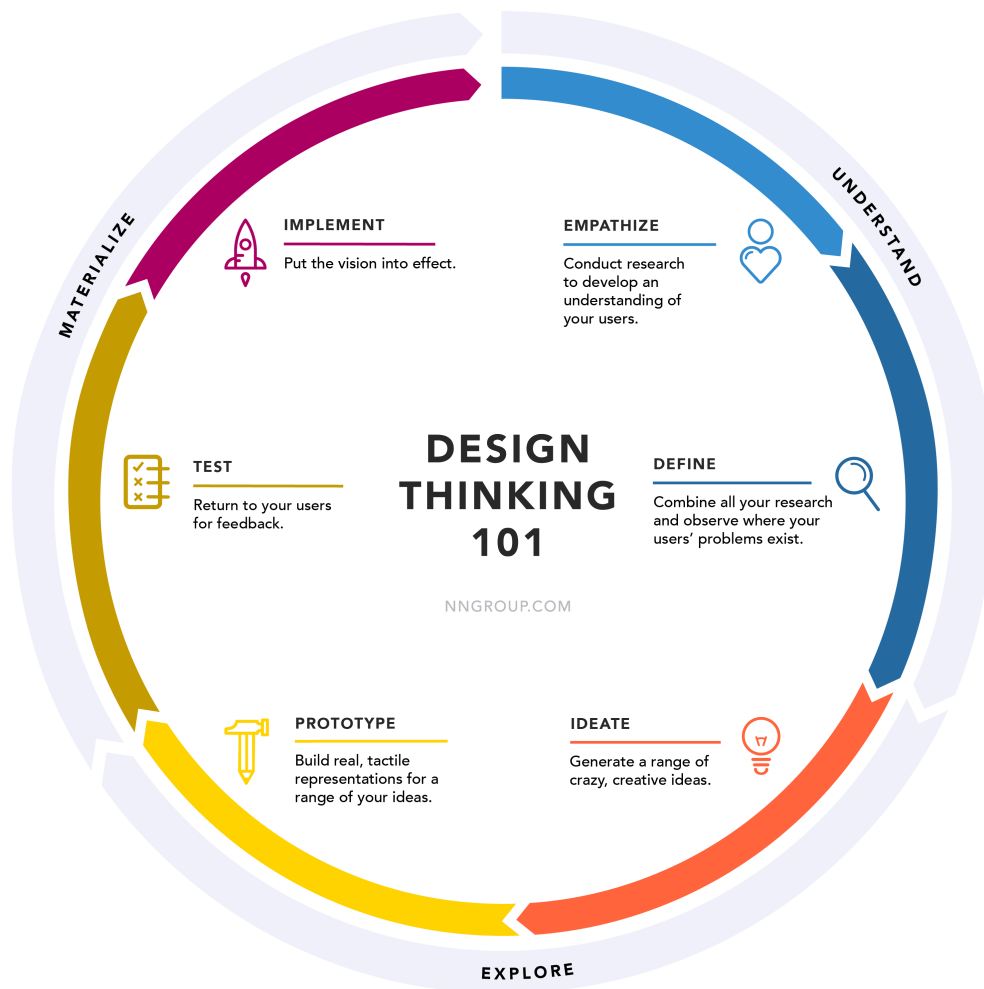 DESIGN
THINKING
101
NNGROUP.COM
UNDERSTAND
EMPATHIZE
Conduct research
to develop an
understanding of
your users.
DEFINE
Combine all your research
and observe where your
users’ problems exist.
EXPLORE
IDEATE
Generate a range of
crazy, creative ideas.
PROTOTYPE
Build real, tactile
representations for a
range of your ideas.
MATERIALIZE
TEST
Return to your users
for feedback.
IMPLEMENT
Put the vision into effect.